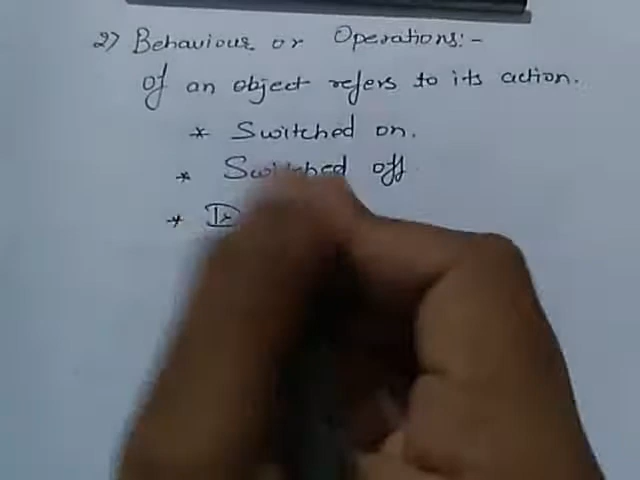 2) Behaviour or Operations:-
Of an object refers to its action.
* Switched on.
* Switched off
*